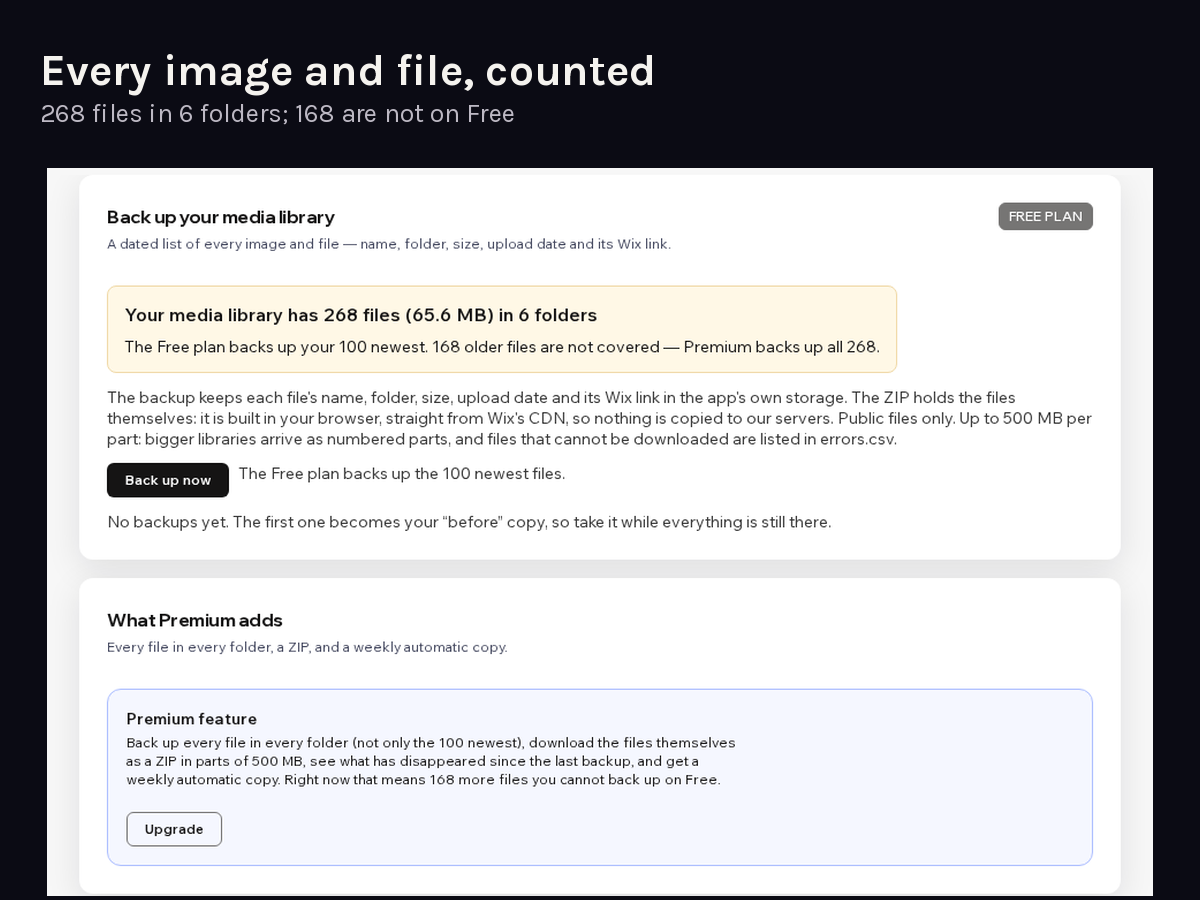 Every image and file, counted
268 files in 6 folders; 168 are not on Free
Back up your media library
FREE PLAN
A dated list of every image and file — name, folder, size, upload date and its Wix link.
Your media library has 268 files (65.6 MB) in 6 folders
The Free plan backs up your 100 newest. 168 older files are not covered — Premium backs up all 268.
The backup keeps each file's name, folder, size, upload date and its Wix link in the app's own storage. The ZIP holds the files
themselves: it is built in your browser, straight from Wix's CDN, so nothing is copied to our servers. Public files only. Up to 500 MB per
part: bigger libraries arrive as numbered parts, and files that cannot be downloaded are listed in errors.csv.
Back up now
The Free plan backs up the 100 newest files.
No backups yet. The first one becomes your “before” copy, so take it while everything is still there.
What Premium adds
Every file in every folder, a ZIP, and a weekly automatic copy.
Premium feature
Back up every file in every folder (not only the 100 newest), download the files themselves
as a ZIP in parts of 500 MB, see what has disappeared since the last backup, and get a
weekly automatic copy. Right now that means 168 more files you cannot back up on Free.
Upgrade